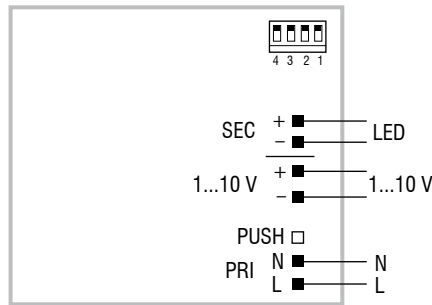 4 3 2 1
SEC + LED
−
+
1...10 V 1...10 V
−
PUSH
N N
PRI
L L